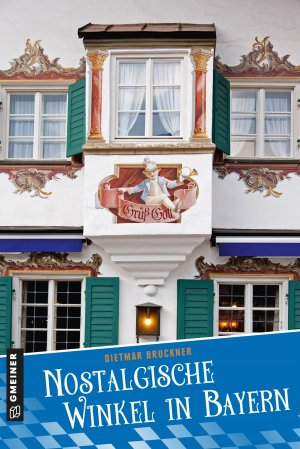 Grüß Gott
DIETMAR BRUCKNER
NOSTALGISCHE
WINKEL IN BAYERN
GMEINER